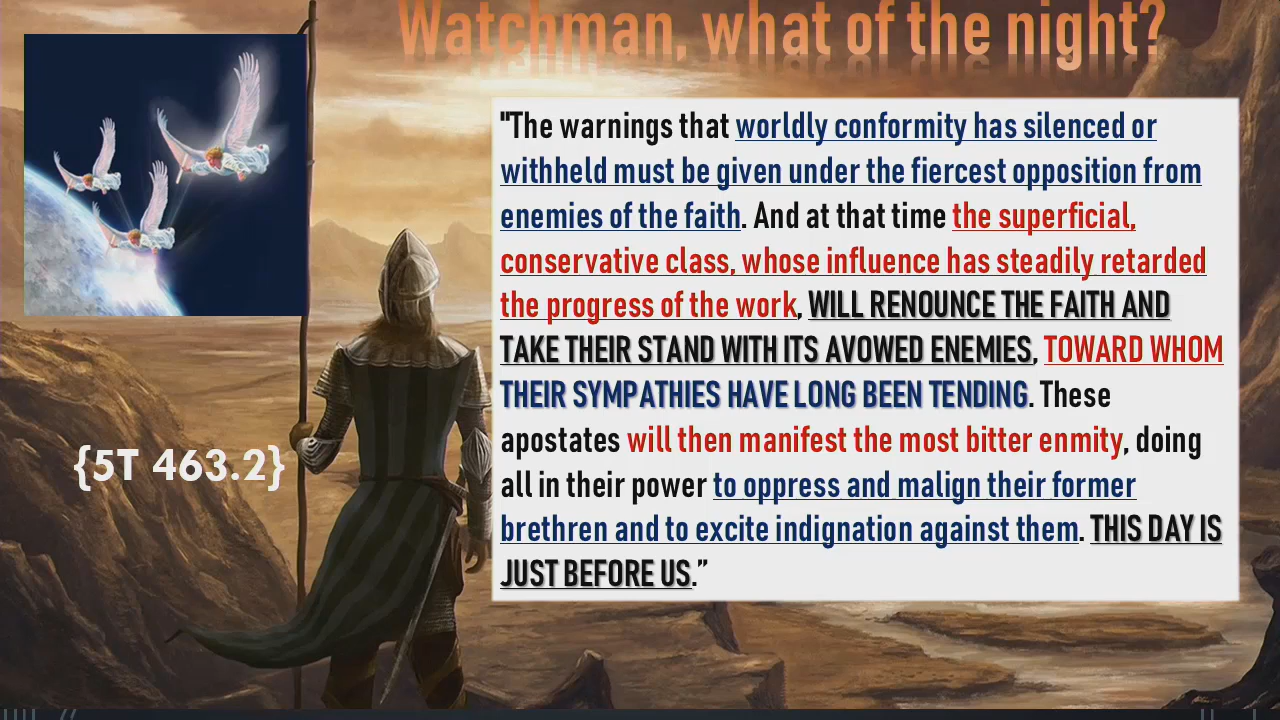 Watchman, what of the night?
"The warnings that worldly conformity has silenced or
withheld must be given under the fiercest opposition from
enemies of the faith. And at that time the superficial,
conservative class, whose influence has steadily retarded
the progress of the work, WILL RENOUNCE THE FAITH AND
TAKE THEIR STAND WITH ITS AVOWED ENEMIES, TOWARD WHOM
THEIR SYMPATHIES HAVE LONG BEEN TENDING. These
apostates will then manifest the most bitter enmity, doing
all in their power to oppress and malign their former
brethren and to excite indignation against them. THIS DAY IS
JUST BEFORE US.”
{5T 463.2}